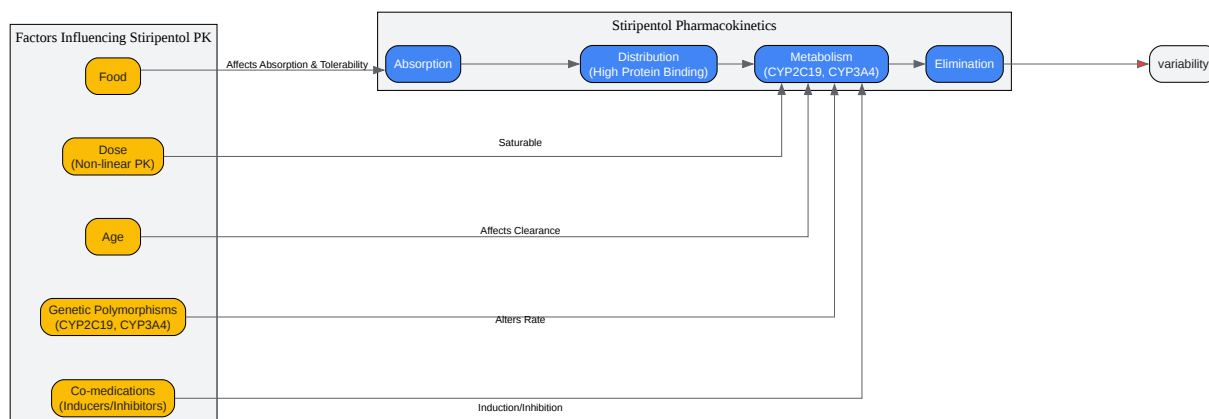 Factors Influencing Stiripentol PK
Food
Dose
(Non-linear PK)
Age
Genetic Polymorphisms
(CYP2C19, CYP3A4)
Co-medications
(Inducers/Inhibitors)
Affects Absorption & Tolerability
Saturable
Affects Clearance
Alters Rate
Induction/Inhibition
Stiripentol Pharmacokinetics
Absorption
Distribution
(High Protein Binding)
Metabolism
(CYP2C19, CYP3A4)
Elimination
variability